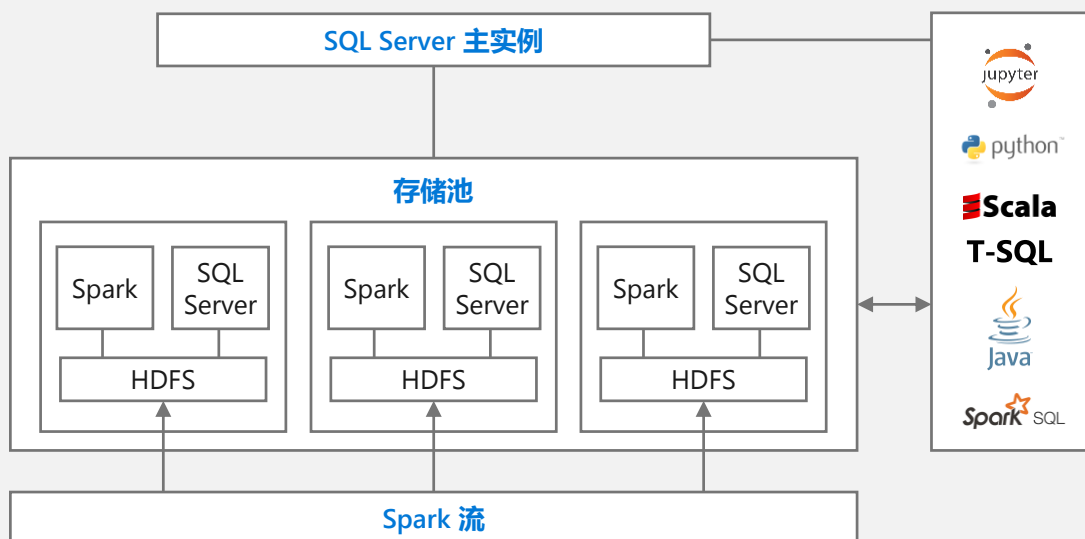 SQL Server 主实例
存储池
Spark
SQL
Server
HDFS
Spark
SQL
Server
HDFS
Spark
SQL
Server
HDFS
Spark 流
jupyter
python™
Scala
T-SQL
Java
Spark SQL